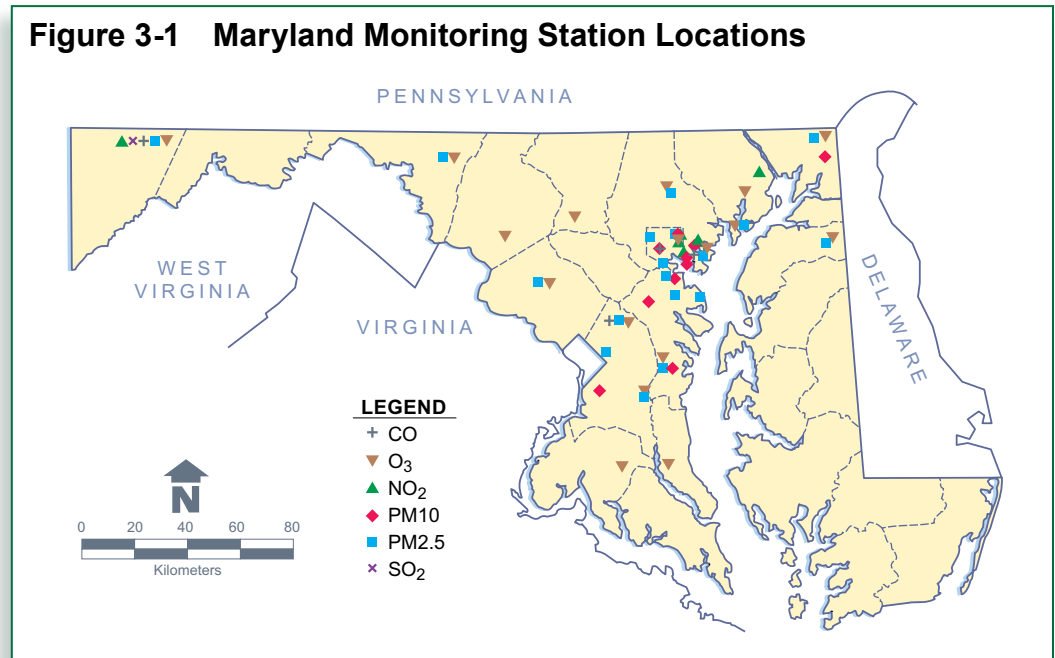 Figure 3-1 Maryland Monitoring Station Locations
PENNSYLVANIA
WEST
VIRGINIA
VIRGINIA
DELAWARE
LEGEND
+ CO
▼ O₃
▲ NO₂
◆ PM10
■ PM2.5
× SO₂
N
0 20 40 60 80
Kilometers